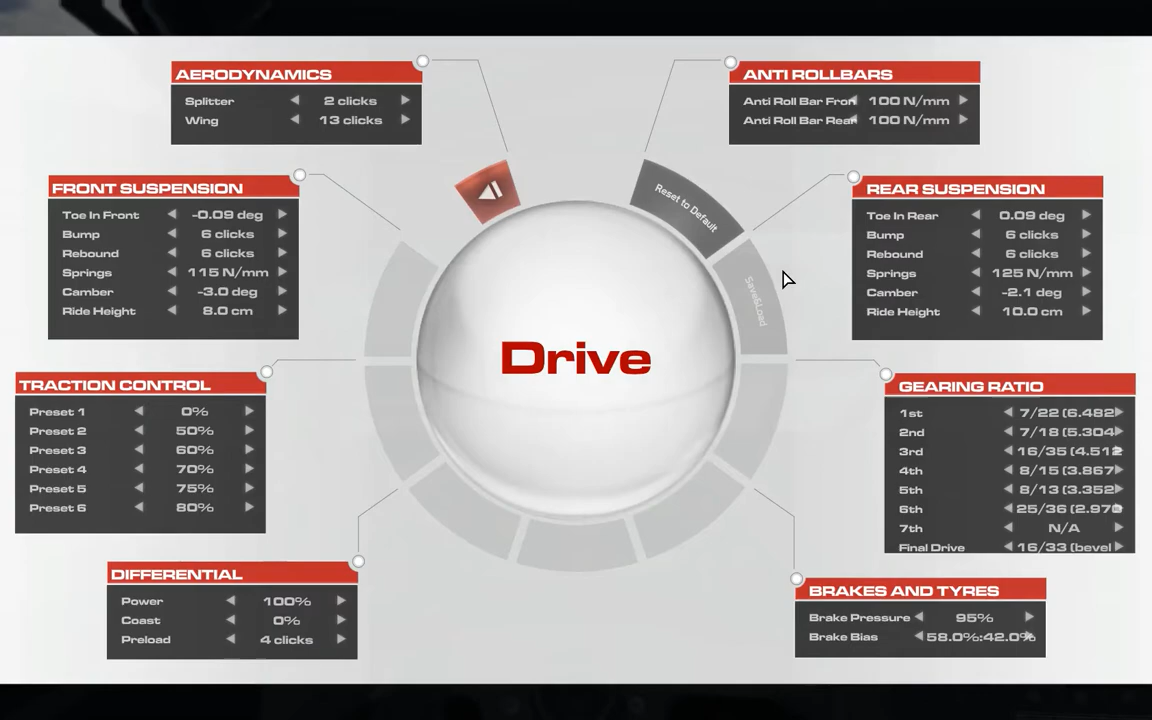 AERODYNAMICS
Splitter 2 clicks
Wing 13 clicks
ANTI ROLLBARS
Anti Roll Bar Fron 100 N/mm
Anti Roll Bar Rear 100 N/mm
FRONT SUSPENSION
Toe In Front -0.09 deg
Bump 6 clicks
Rebound 6 clicks
Springs 115 N/mm
Camber -3.0 deg
Ride Height 8.0 cm
Reset to Default
Save&Load
REAR SUSPENSION
Toe In Rear 0.09 deg
Bump 6 clicks
Rebound 6 clicks
Springs 125 N/mm
Camber -2.1 deg
Ride Height 10.0 cm
Drive
TRACTION CONTROL
Preset 1 0%
Preset 2 50%
Preset 3 60%
Preset 4 70%
Preset 5 75%
Preset 6 80%
GEARING RATIO
1st 7/22 (6.482
2nd 7/18 (5.304
3rd 16/35 (4.512
4th 8/15 (3.867
5th 8/13 (3.352
6th 25/36 (2.970
7th N/A
Final Drive 16/33 (bevel
DIFFERENTIAL
Power 100%
Coast 0%
Preload 4 clicks
BRAKES AND TYRES
Brake Pressure 95%
Brake Bias 58.0%:42.0%